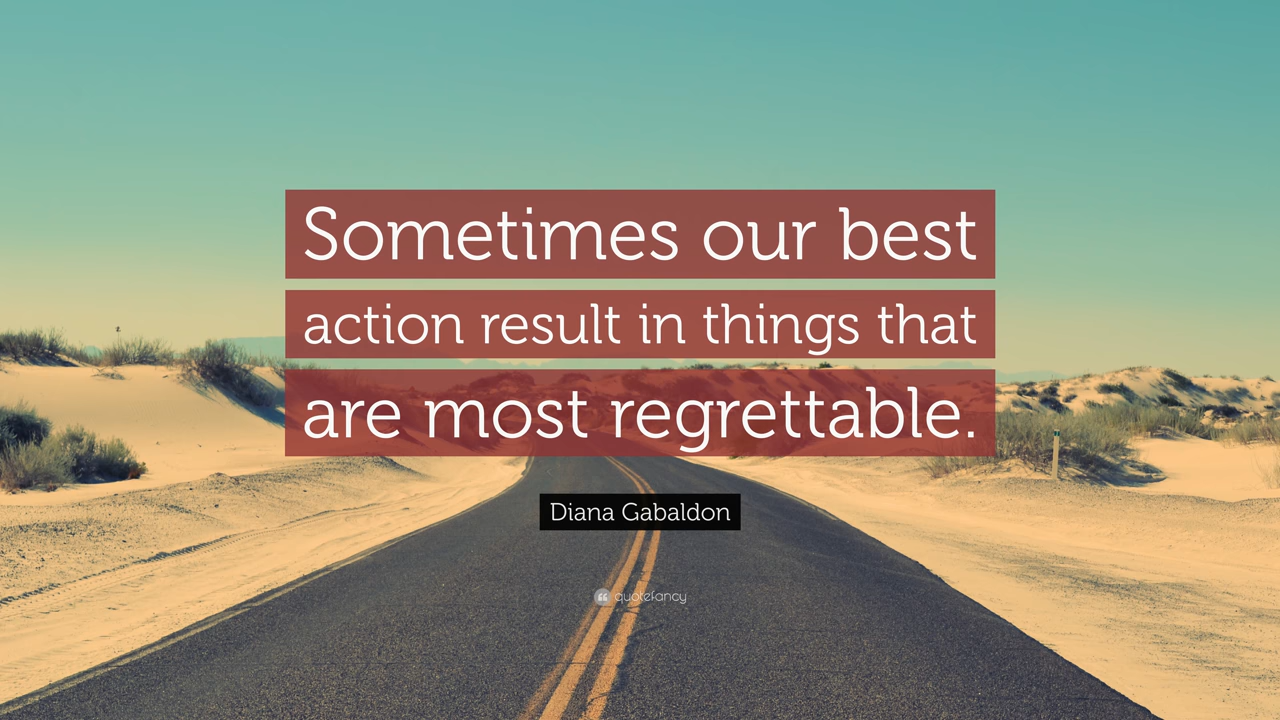 Sometimes our best
action result in things that
are most regrettable.
Diana Gabaldon
quotefancy